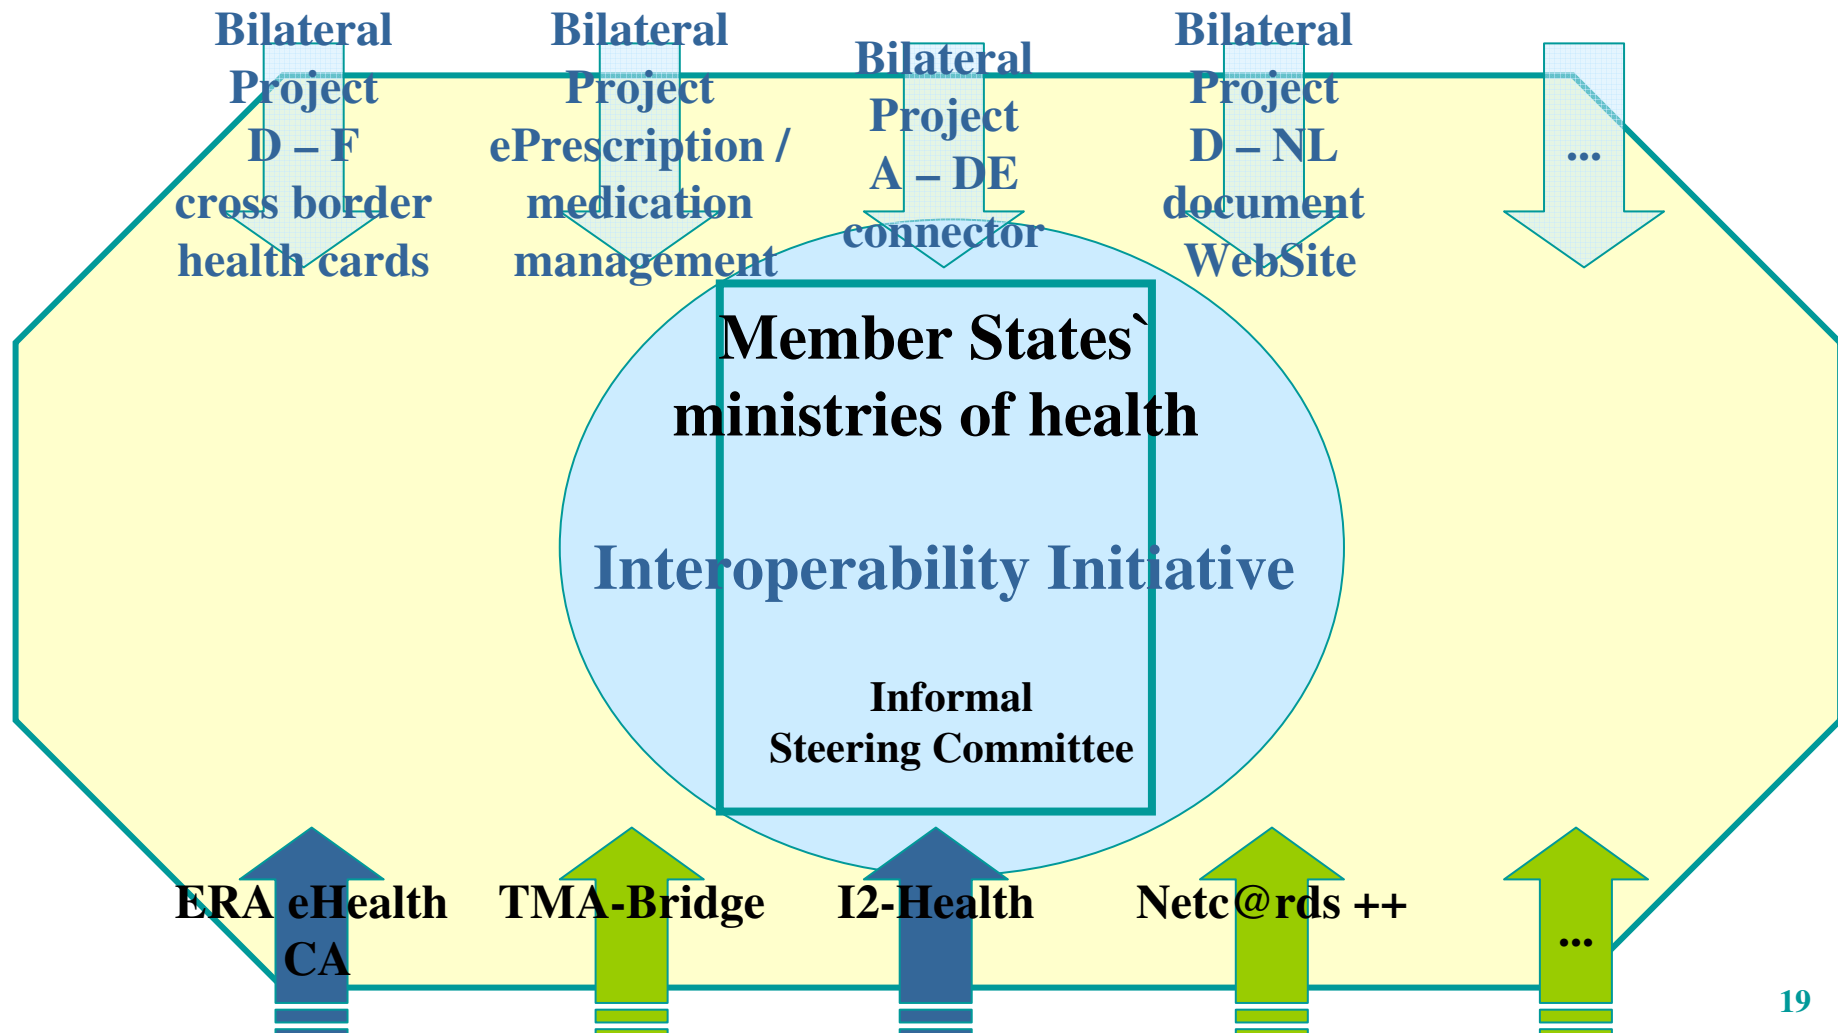 Bilateral
Project
D – F
cross border
health cards
Bilateral
Project
ePrescription /
medication
management
Bilateral
Project
A – DE
connector
Bilateral
Project
D – NL
document
WebSite
...
Member States`
ministries of health
Interoperability Initiative
Informal
Steering Committee
ERA eHealth
CA
TMA-Bridge
I2-Health
Netc@rds ++
...
19